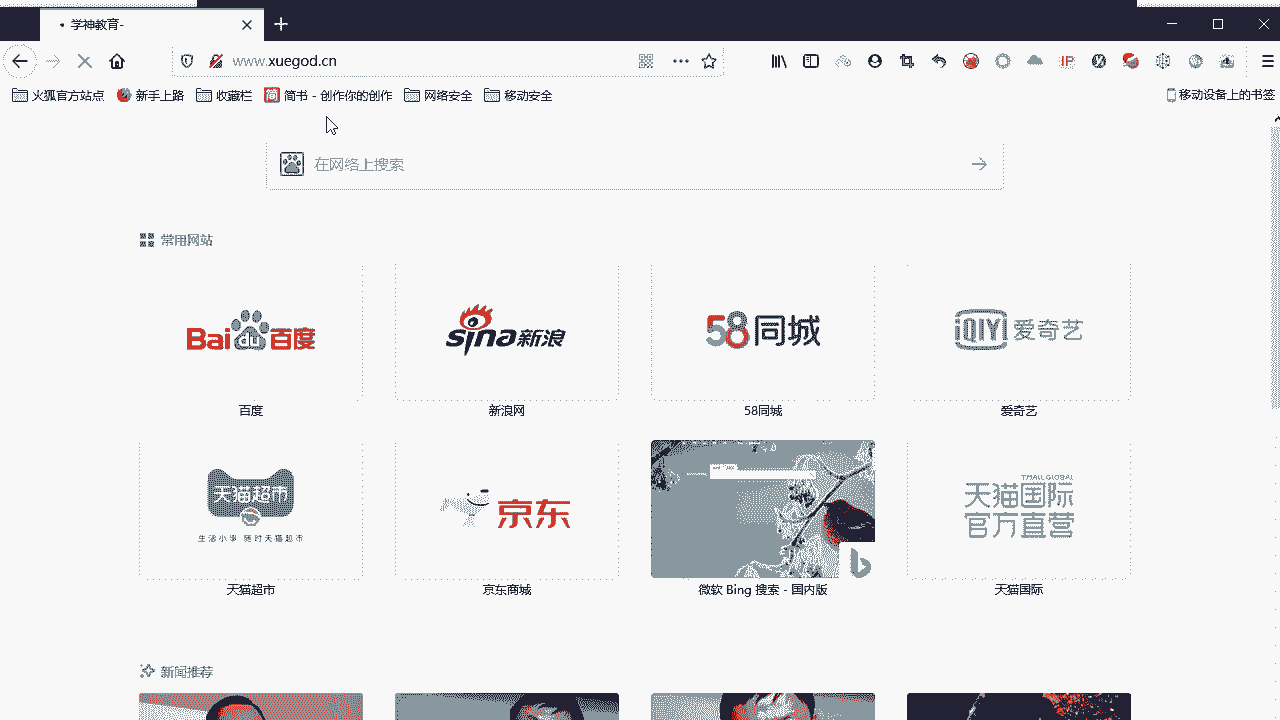 学神教育-
www.xuegod.cn
火狐官方站点 新手上路 收藏栏 简书 - 创作你的创作 网络安全 移动安全 移动设备上的书签
在网络上搜索
常用网站
Bai du 百度 sina新浪 58同城 iQIYI 爱奇艺
百度 新浪网 58同城 爱奇艺
天猫超市 京东 TMALL GLOBAL
天猫国际
官方直营
生活小事 随时天猫超市
天猫超市 京东商城 微软 Bing 搜索 - 国内版 天猫国际
新闻推荐